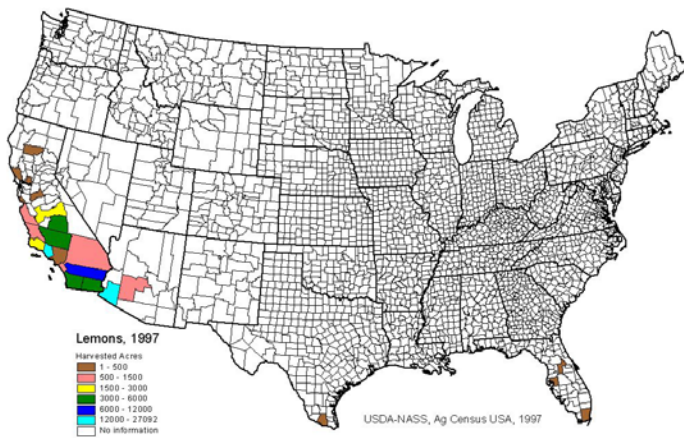 Lemons, 1997
Harvested Acres
1 - 500
500 - 1500
1500 - 3000
3000 - 6000
6000 - 12000
12000 - 27092
No information
USDA-NASS, Ag Census USA, 1997